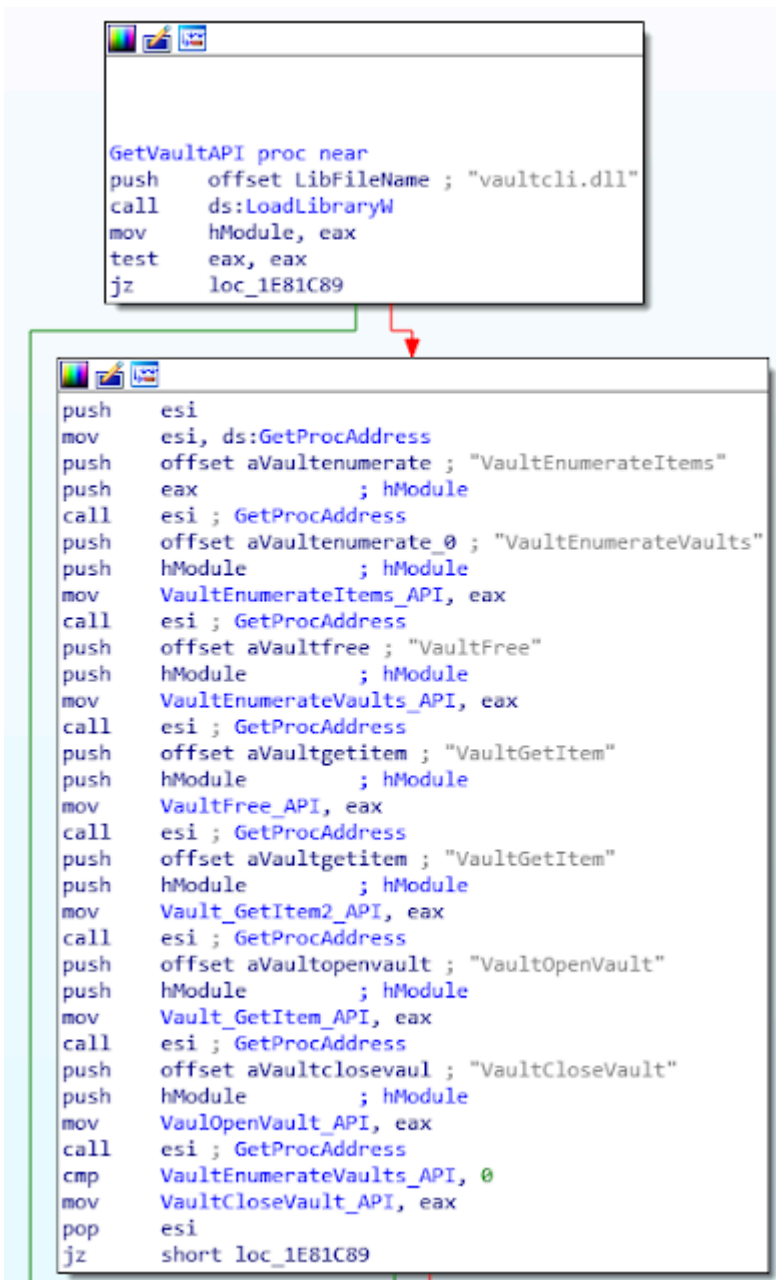 GetVaultAPI proc near
push offset LibFileName ; "vaultcli.dll"
call ds:LoadLibraryW
mov hModule, eax
test eax, eax
jz loc_1E81C89
push esi
mov esi, ds:GetProcAddress
push offset aVaultenumerate ; "VaultEnumerateItems"
push eax ; hModule
call esi ; GetProcAddress
push offset aVaultenumerate_0 ; "VaultEnumerateVaults"
push hModule ; hModule
mov VaultEnumerateItems_API, eax
call esi ; GetProcAddress
push offset aVaultfree ; "VaultFree"
push hModule ; hModule
mov VaultEnumerateVaults_API, eax
call esi ; GetProcAddress
push offset aVaultgetitem ; "VaultGetItem"
push hModule ; hModule
mov VaultFree_API, eax
call esi ; GetProcAddress
push offset aVaultgetitem ; "VaultGetItem"
push hModule ; hModule
mov Vault_GetItem2_API, eax
call esi ; GetProcAddress
push offset aVaultopenvault ; "VaultOpenVault"
push hModule ; hModule
mov Vault_GetItem_API, eax
call esi ; GetProcAddress
push offset aVaultclosevaul ; "VaultCloseVault"
push hModule ; hModule
mov VaulOpenVault_API, eax
call esi ; GetProcAddress
cmp VaultEnumerateVaults_API, 0
mov VaultCloseVault_API, eax
pop esi
jz short loc_1E81C89